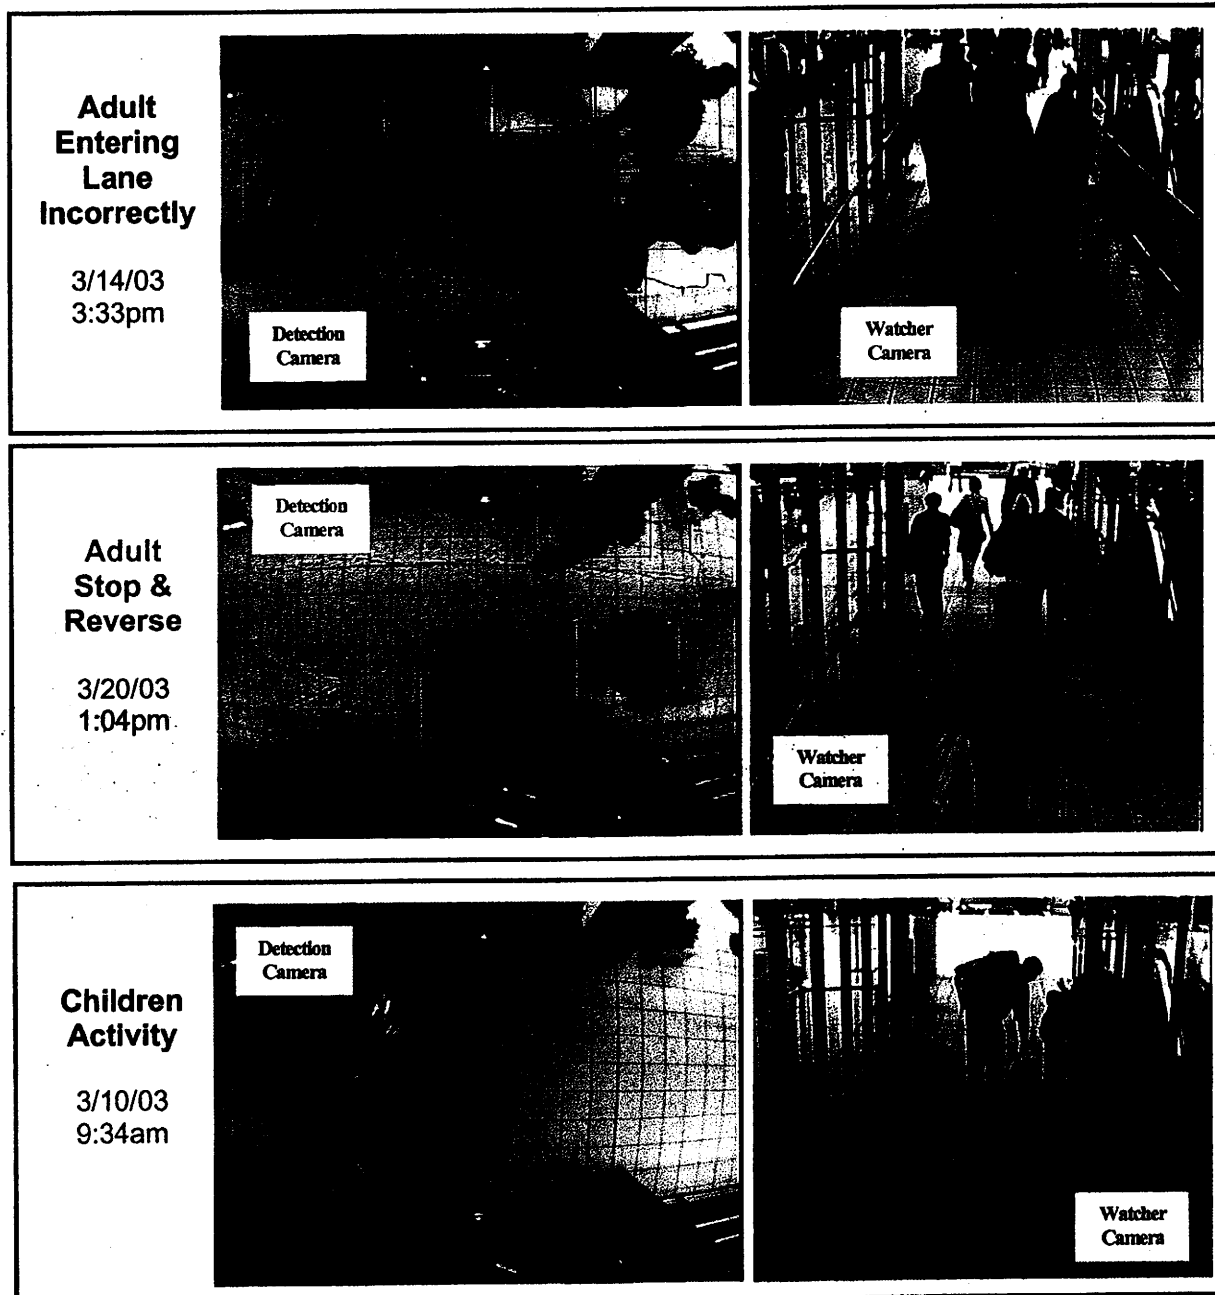 Adult
Entering
Lane
Incorrectly
3/14/03
3:33pm
Detection
Camera
Watcher
Camera
Adult
Stop &
Reverse
3/20/03
1:04pm
Detection
Camera
Watcher
Camera
Children
Activity
3/10/03
9:34am
Detection
Camera
Watcher
Camera